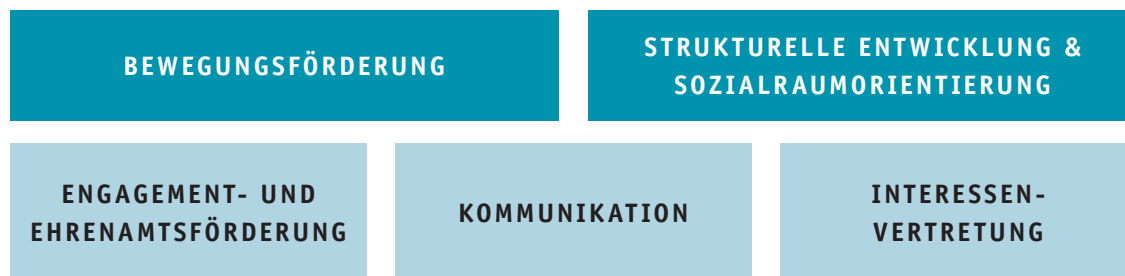 BEWEGUNGSFÖRDERUNG
STRUKTURELLE ENTWICKLUNG &
SOZIALRAUMORIENTIERUNG
ENGAGEMENT- UND
EHRENAMTSFÖRDERUNG
KOMMUNIKATION
INTERESSEN-
VERTRETUNG